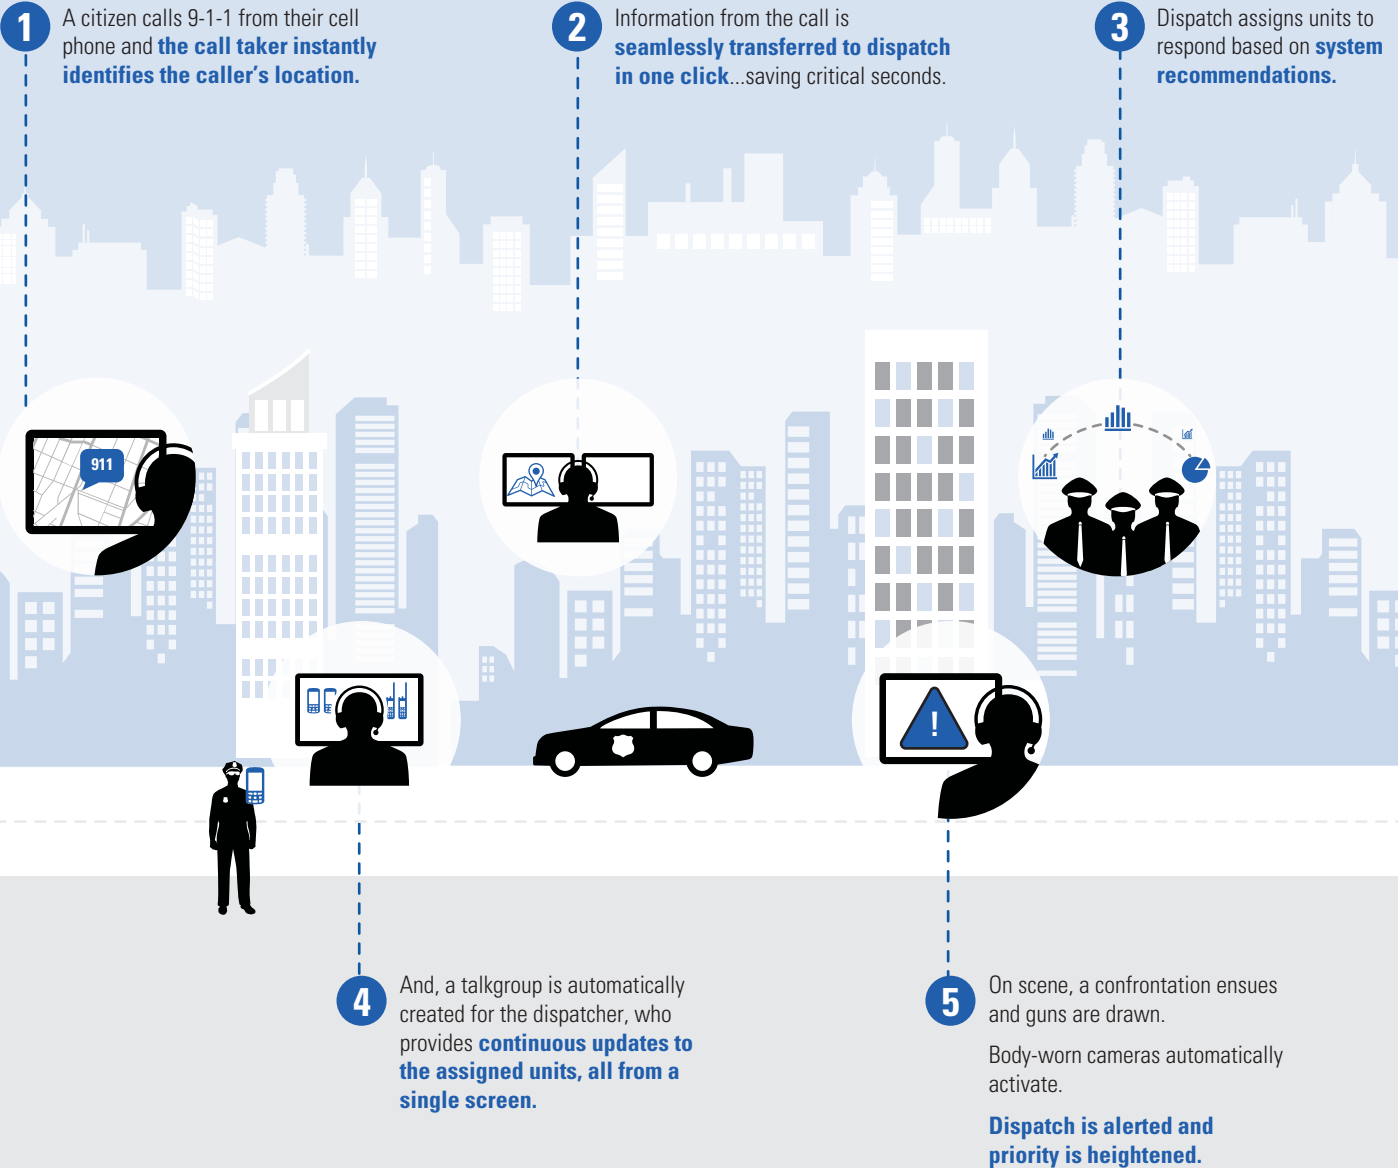 1
A citizen calls 9-1-1 from their cell
phone and the call taker instantly
identifies the caller's location.
2
Information from the call is
seamlessly transferred to dispatch
in one click...saving critical seconds.
3
Dispatch assigns units to
respond based on system
recommendations.
911
!
4
And, a talkgroup is automatically
created for the dispatcher, who
provides continuous updates to
the assigned units, all from a
single screen.
5
On scene, a confrontation ensues
and guns are drawn.
Body-worn cameras automatically
activate.
Dispatch is alerted and
priority is heightened.